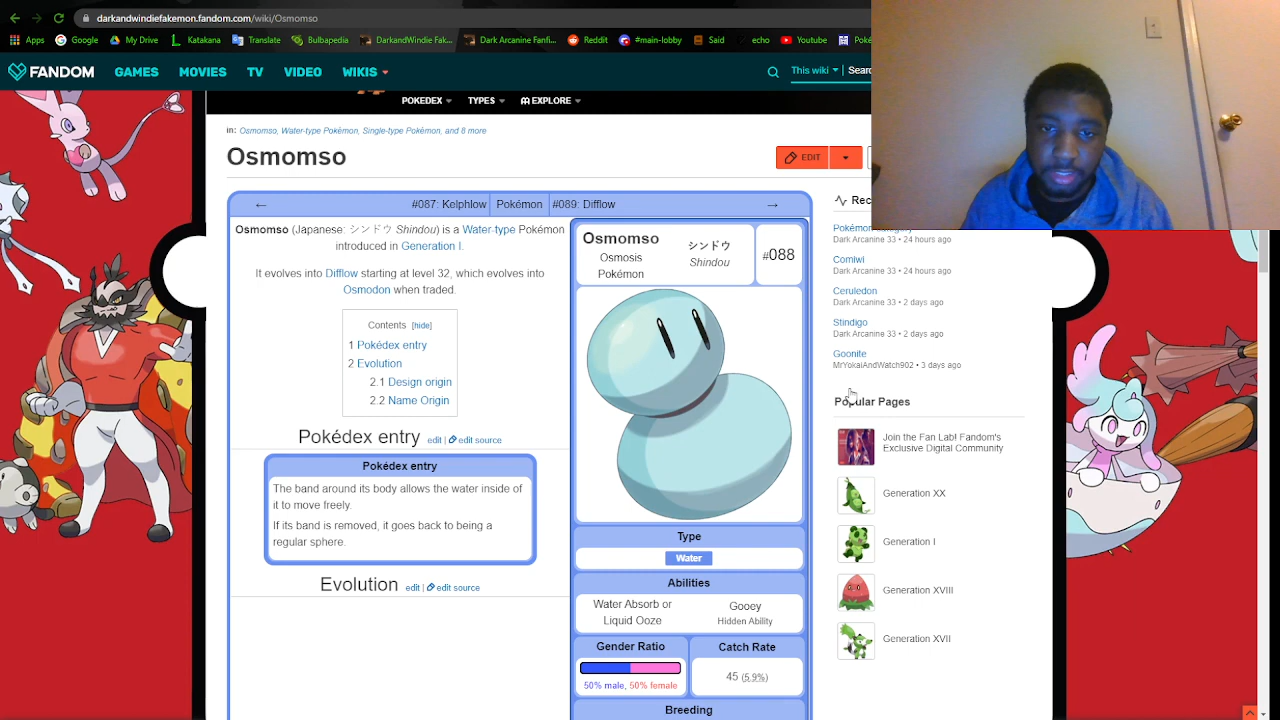 darkandwindiefakemon.fandom.com/wiki/Osmomso
Apps Google My Drive Katakana Translate Bulbapedia DarkandWindie Fak... Dark Arcanine Fanfi... Reddit #main-lobby Said echo YouTube
FANDOM GAMES MOVIES TV VIDEO WIKIS This wiki
POKEDEX TYPES EXPLORE
in: Osmomso, Water-type Pokémon, Single-type Pokémon, and 8 more
Osmomso
EDIT
← #087: Kelphlow Pokémon #089: Difflow →
Osmomso (Japanese: シンドウ Shindou) is a Water-type Pokémon
introduced in Generation I.
It evolves into Difflow starting at level 32, which evolves into
Osmodon when traded.
Contents [hide]
1 Pokédex entry
2 Evolution
2.1 Design origin
2.2 Name Origin
Pokédex entry edit | edit source
Pokédex entry
The band around its body allows the water inside of
it to move freely.
If its band is removed, it goes back to being a
regular sphere.
Evolution edit | edit source
Osmomso
Osmosis
Pokémon
シンドウ
Shindou
#088
Type
Water
Abilities
Water Absorb or
Liquid Ooze
Gooey
Hidden Ability
Gender Ratio
50% male, 50% female
Catch Rate
45 (5.9%)
Breeding
Dark Arcanine 33 • 24 hours ago
Comiwi
Dark Arcanine 33 • 24 hours ago
Ceruledon
Dark Arcanine 33 • 2 days ago
Stindigo
Dark Arcanine 33 • 2 days ago
Goonite
MrYokaiAndWatch902 • 3 days ago
Popular Pages
Join the Fan Lab! Fandom's
Exclusive Digital Community
Generation XX
Generation I
Generation XVIII
Generation XVII